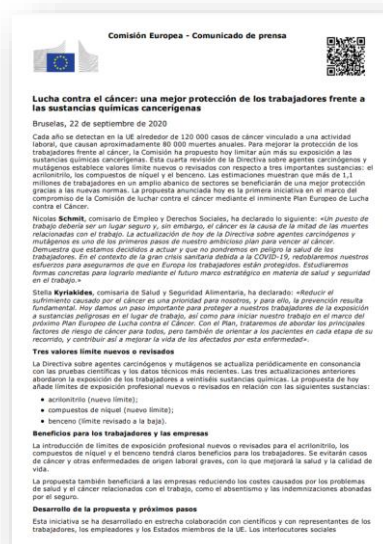 Comisión Europea - Comunicado de prensa
Lucha contra el cáncer: una mejor protección de los trabajadores frente a
las sustancias químicas cancerígenas
Bruselas, 22 de septiembre de 2020
Cada año se detectan en la UE alrededor de 120 000 casos de cáncer vinculado a una actividad
laboral, que causan aproximadamente 80 000 muertes anuales. Para mejorar la protección de los
trabajadores frente al cáncer, la Comisión ha propuesto hoy limitar aún más su exposición a las
sustancias químicas cancerígenas. Esta cuarta revisión de la Directiva sobre agentes carcinógenos y
mutágenos establece valores límite nuevos o revisados con respecto a tres importantes sustancias: el
acrilonitrilo, los compuestos de níquel y el benceno. Las estimaciones muestran que más de 1,1
millones de trabajadores en un amplio abanico de sectores se beneficiarán de una mejor protección
gracias a las nuevas normas. La propuesta anunciada hoy es la primera iniciativa en el marco del
compromiso de la Comisión de luchar contra el cáncer mediante el inminente Plan Europeo de Lucha
contra el Cáncer.
Nicolas Schmit, comisario de Empleo y Derechos Sociales, ha declarado lo siguiente: «Un puesto de
trabajo debería ser un lugar seguro y, sin embargo, el cáncer es la causa de la mitad de las muertes
relacionadas con el trabajo. La actualización de hoy de la Directiva sobre agentes carcinógenos y
mutágenos es uno de los primeros pasos de nuestro ambicioso plan para vencer al cáncer.
Demuestra que estamos decididos a actuar y que no pondremos en peligro la salud de los
trabajadores. En el contexto de la gran crisis sanitaria debida a la COVID-19, redoblaremos nuestros
esfuerzos para asegurarnos de que en Europa los trabajadores están protegidos. Estudiaremos
formas concretas para lograrlo mediante el futuro marco estratégico en materia de salud y seguridad
en el trabajo.»
Stella Kyriakides, comisaria de Salud y Seguridad Alimentaria, ha declarado: «Reducir el
sufrimiento causado por el cáncer es una prioridad para nosotros, y para ello, la prevención resulta
fundamental. Hoy damos un paso importante para proteger a nuestros trabajadores de la exposición
a sustancias peligrosas en el lugar de trabajo, así como para iniciar nuestro trabajo en el marco del
próximo Plan Europeo de Lucha contra el Cáncer. Con el Plan, trataremos de abordar los principales
factores de riesgo de cáncer para todos, pero también de orientar a los pacientes en cada etapa de su
recorrido, y contribuir así a mejorar la vida de los afectados por esta enfermedad».
Tres valores límite nuevos o revisados
La Directiva sobre agentes carcinógenos y mutágenos se actualiza periódicamente en consonancia
con las pruebas científicas y los datos técnicos más recientes. Las tres actualizaciones anteriores
abordaron la exposición de los trabajadores a veintiséis sustancias químicas. La propuesta de hoy
añade límites de exposición profesional nuevos o revisados en relación con las siguientes sustancias:
• acrilonitrilo (nuevo límite);
• compuestos de níquel (nuevo límite);
• benceno (límite revisado a la baja).
Beneficios para los trabajadores y las empresas
La introducción de límites de exposición profesional nuevos o revisados para el acrilonitrilo, los
compuestos de níquel y el benceno tendrá claros beneficios para los trabajadores. Se evitarán casos
de cáncer y otras enfermedades de origen laboral graves, con lo que mejorará la salud y la calidad de
vida.
La propuesta también beneficiará a las empresas reduciendo los costes causados por los problemas
de salud y el cáncer relacionados con el trabajo, como el absentismo y las indemnizaciones abonadas
por el seguro.
Desarrollo de la propuesta y próximos pasos
Esta iniciativa se ha desarrollado en estrecha colaboración con científicos y con representantes de los
trabajadores, los empleadores y los Estados miembros de la UE. Los interlocutores sociales